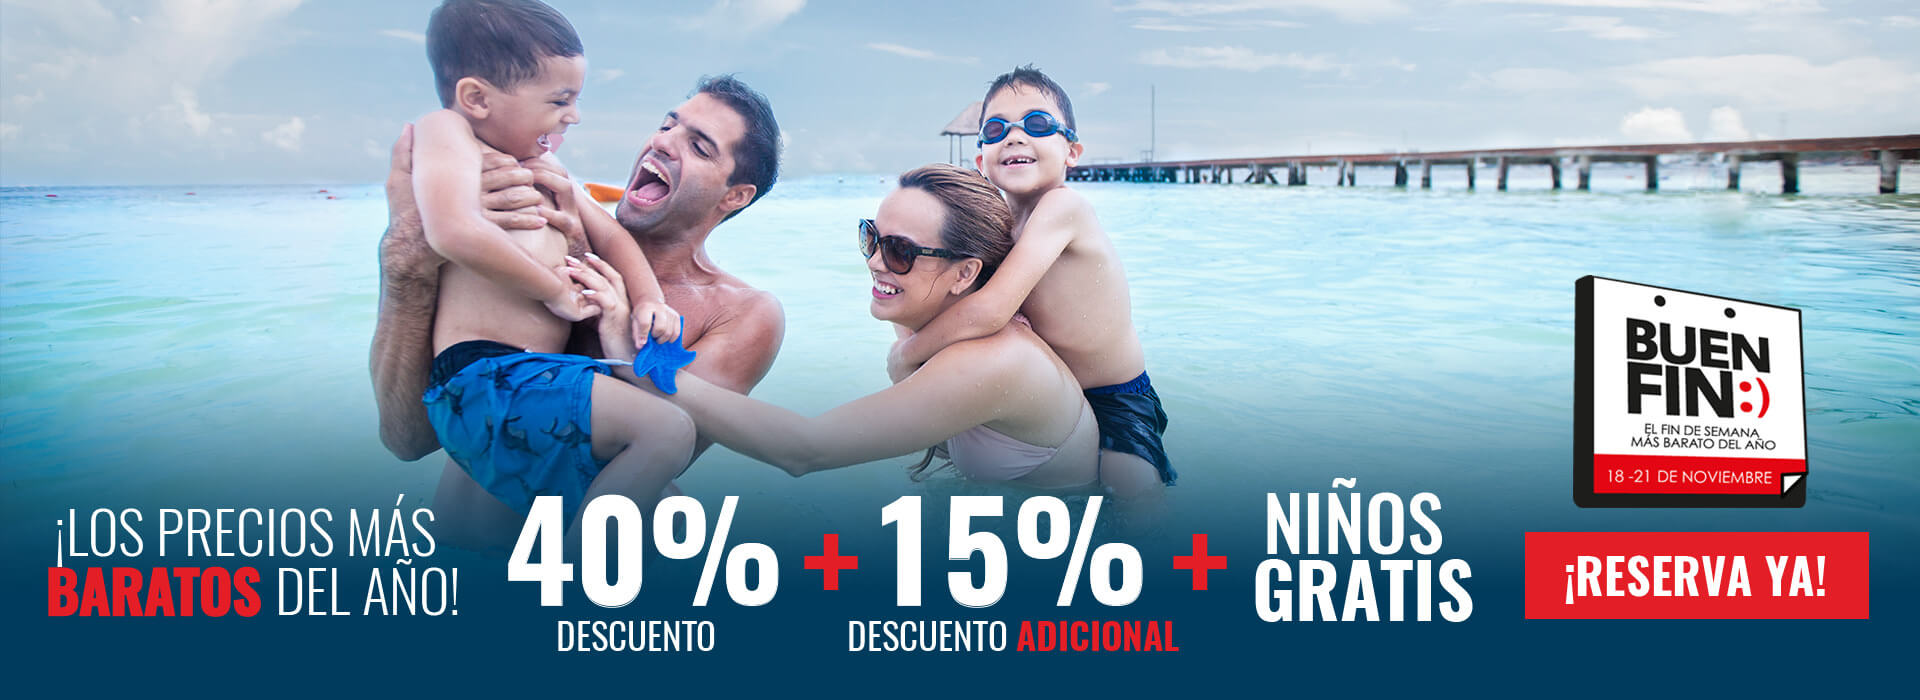 ¡LOS PRECIOS MÁS
BARATOS DEL AÑO!
40%
DESCUENTO
+
15%
DESCUENTO ADICIONAL
+
NIÑOS
GRATIS
BUEN
FIN:)
EL FIN DE SEMANA
MÁS BARATO DEL AÑO
18 -21 DE NOVIEMBRE
¡RESERVA YA!